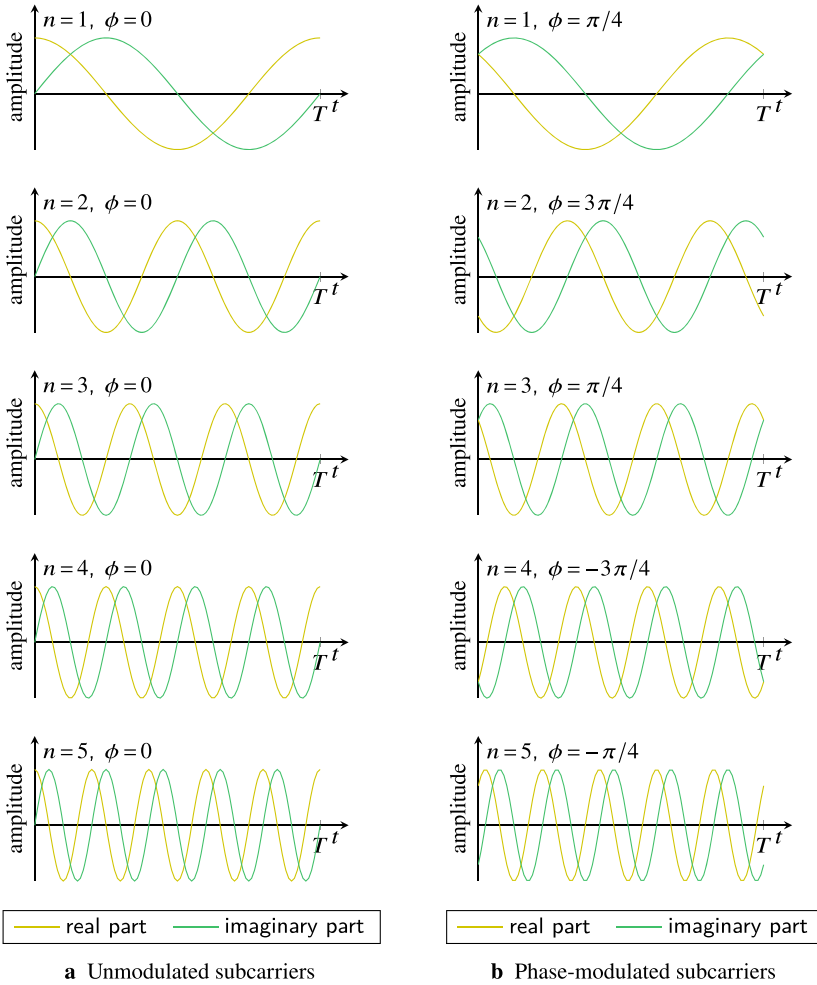 n = 1, ϕ = 0
amplitude
T t
n = 2, ϕ = 0
amplitude
T t
n = 3, ϕ = 0
amplitude
T t
n = 4, ϕ = 0
amplitude
T t
n = 5, ϕ = 0
amplitude
T t
real part imaginary part
a Unmodulated subcarriers
n = 1, ϕ = π/4
amplitude
T t
n = 2, ϕ = 3π/4
amplitude
T t
n = 3, ϕ = π/4
amplitude
T t
n = 4, ϕ = −3π/4
amplitude
T t
n = 5, ϕ = −π/4
amplitude
T t
real part imaginary part
b Phase-modulated subcarriers